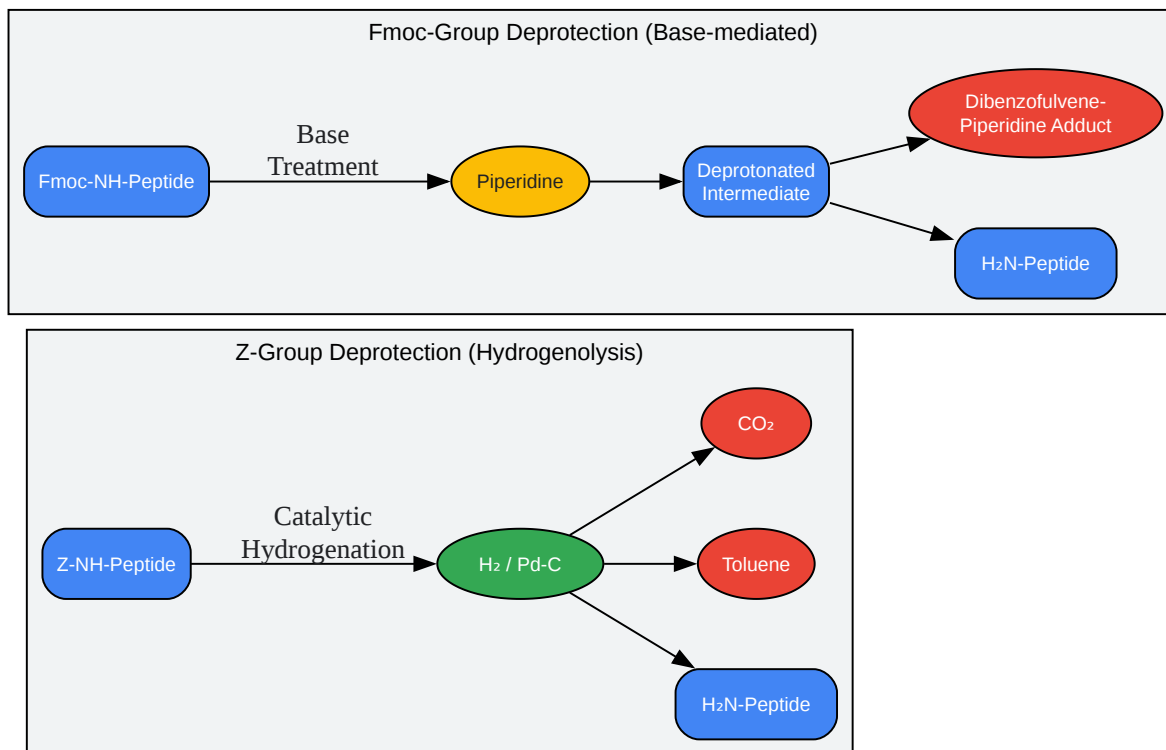 Fmoc-Group Deprotection (Base-mediated)
Fmoc-NH-Peptide
Base
Treatment
Piperidine
Deprotonated
Intermediate
Dibenzofulvene-
Piperidine Adduct
H₂N-Peptide
Z-Group Deprotection (Hydrogenolysis)
Z-NH-Peptide
Catalytic
Hydrogenation
H₂ / Pd-C
CO₂
Toluene
H₂N-Peptide